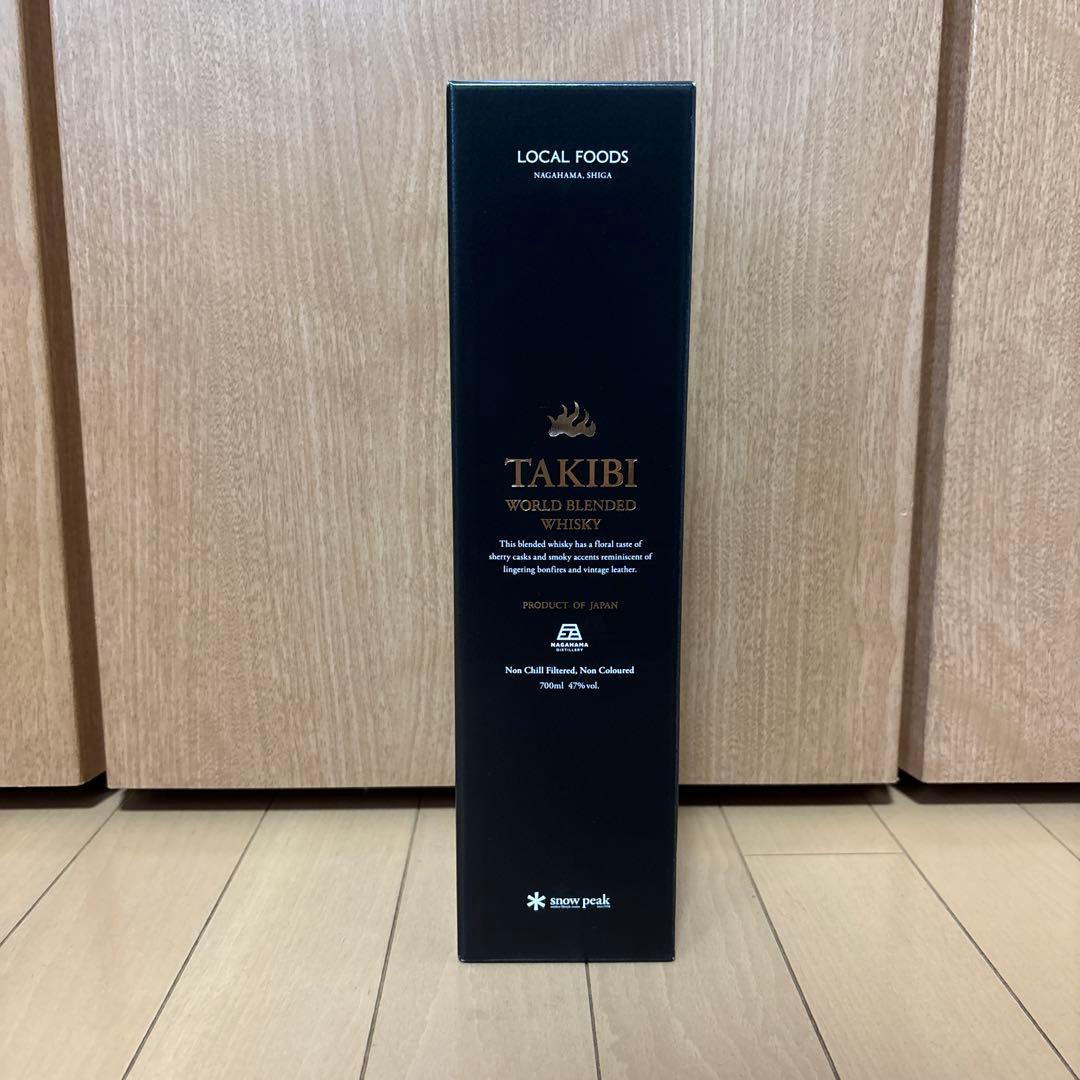 LOCAL FOODS
NAGAHAMA, SHIGA
TAKIBI
WORLD BLENDED
WHISKY
This blended whisky has a floral taste of
sherry casks and smoky accents reminiscent of
lingering bonfires and vintage leather.
PRODUCT OF JAPAN
NAGAHAMA
DISTILLERY
Non Chill Filtered, Non Coloured
700ml 47%vol.
snow peak